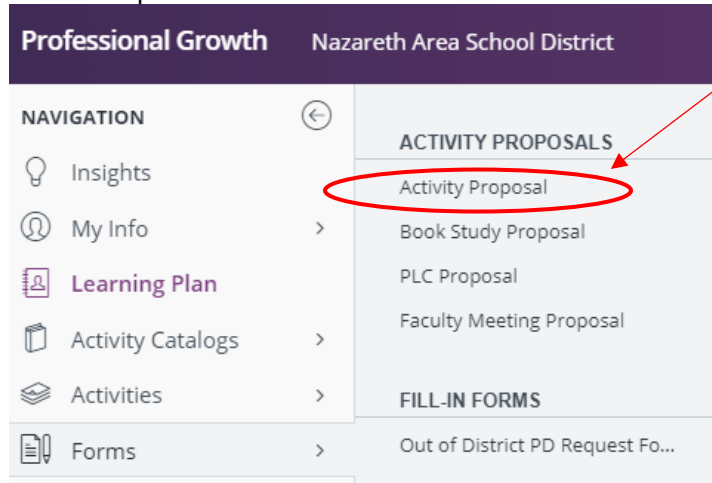 Professional Growth Nazareth Area School District
NAVIGATION
Insights
My Info
Learning Plan
Activity Catalogs
Activities
Forms
ACTIVITY PROPOSALS
Activity Proposal
Book Study Proposal
PLC Proposal
Faculty Meeting Proposal
FILL-IN FORMS
Out of District PD Request Fo...